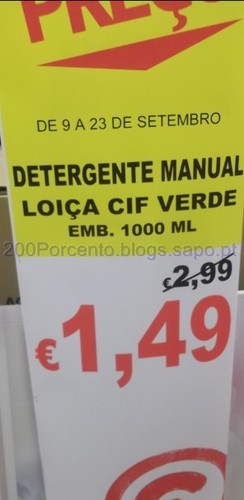 PREÇO
DE 9 A 23 DE SETEMBRO
DETERGENTE MANUAL
LOIÇA CIF VERDE
EMB. 1000 ML
200Porcento.blogs.sapo.pt
€2,99
€1,49